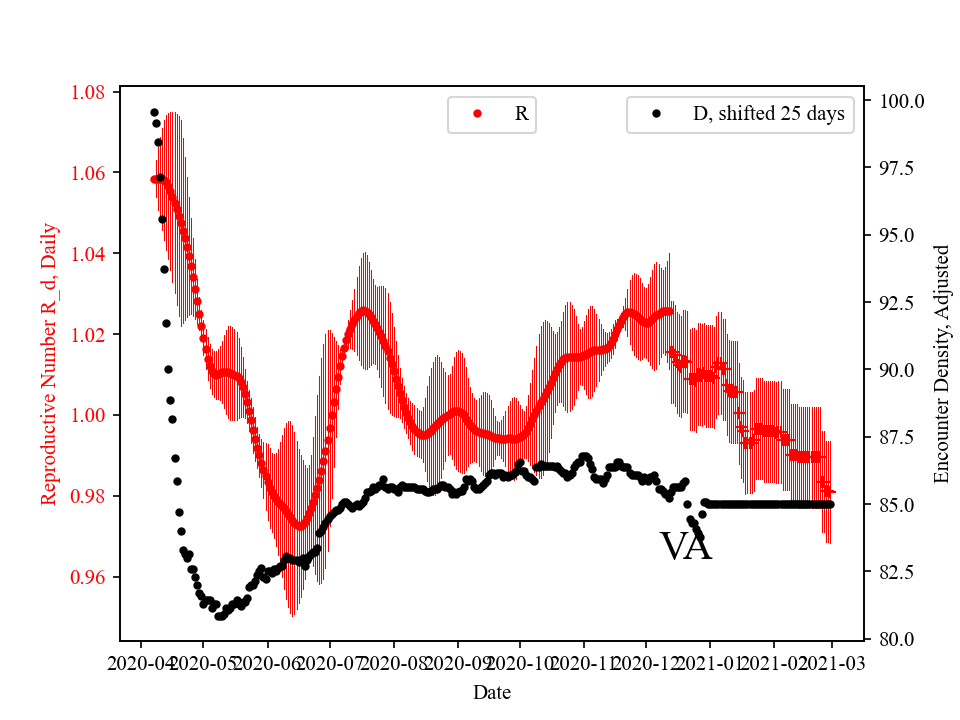 R
D, shifted 25 days
1.08
1.06
1.04
1.02
1.00
0.98
0.96
Reproductive Number R_d, Daily
100.0
97.5
95.0
92.5
90.0
87.5
85.0
82.5
80.0
Encounter Density, Adjusted
VA
2020-04 2020-05 2020-06 2020-07 2020-08 2020-09 2020-10 2020-11 2020-12 2021-01 2021-02 2021-03
Date